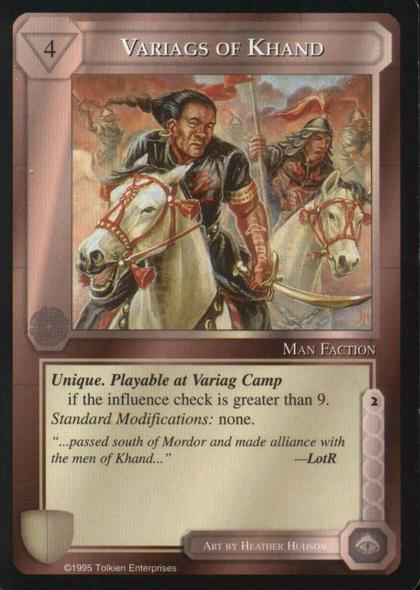 4
VARIAGS OF KHAND
MAN FACTION
Unique. Playable at Variag Camp
if the influence check is greater than 9.
Standard Modifications: none.
2
“...passed south of Mordor and made alliance with
the men of Khand...” —LotR
ART BY HEATHER HUDSON
©1995 Tolkien Enterprises